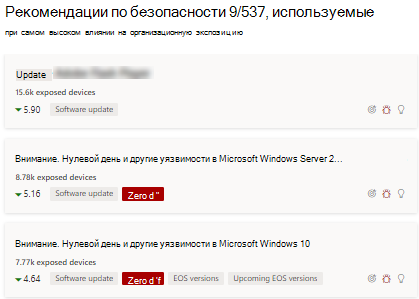 Рекомендации по безопасности 9/537, используемые
при самом высоком влиянии на организационную экспозицию
Update
15.6k exposed devices
5.90 Software update
Внимание. Нулевой день и другие уязвимости в Microsoft Windows Server 2...
8.78k exposed devices
5.16 Software update Zero d "
Внимание. Нулевой день и другие уязвимости в Microsoft Windows 10
7.77k exposed devices
4.64 Software update Zero d 'f EOS versions Upcoming EOS versions